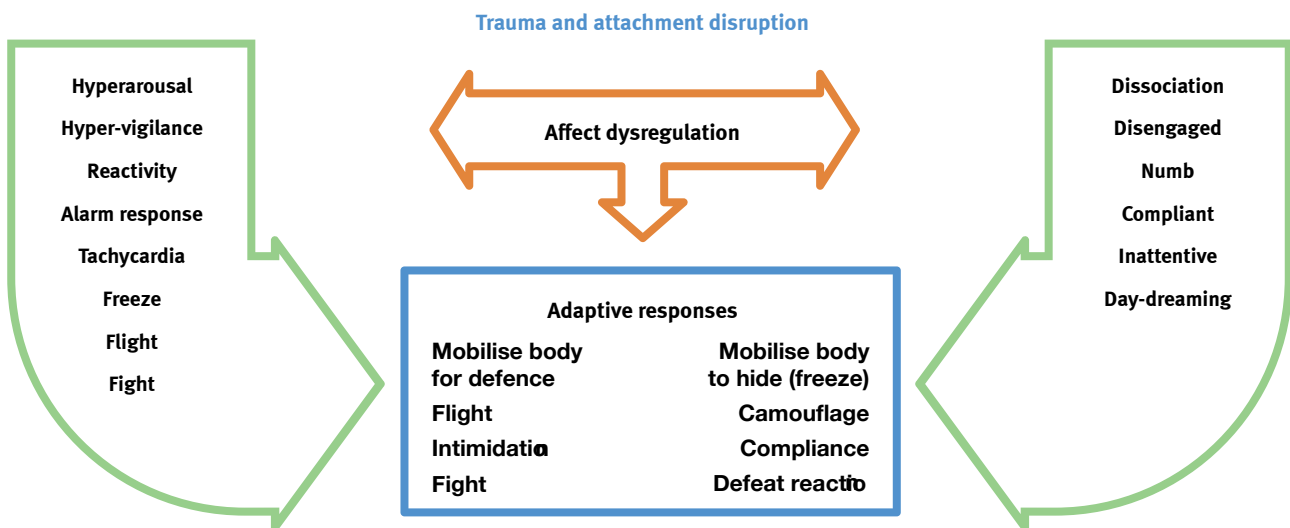 Trauma and attachment disruption
Hyperarousal
Hyper-vigilance
Reactivity
Alarm response
Tachycardia
Freeze
Flight
Fight
Affect dysregulation
Dissociation
Disengaged
Numb
Compliant
Inattentive
Day-dreaming
Adaptive responses
Mobilise body
for defence
Flight
Intimidation
Fight
Mobilise body
to hide (freeze)
Camouflage
Compliance
Defeat reactio